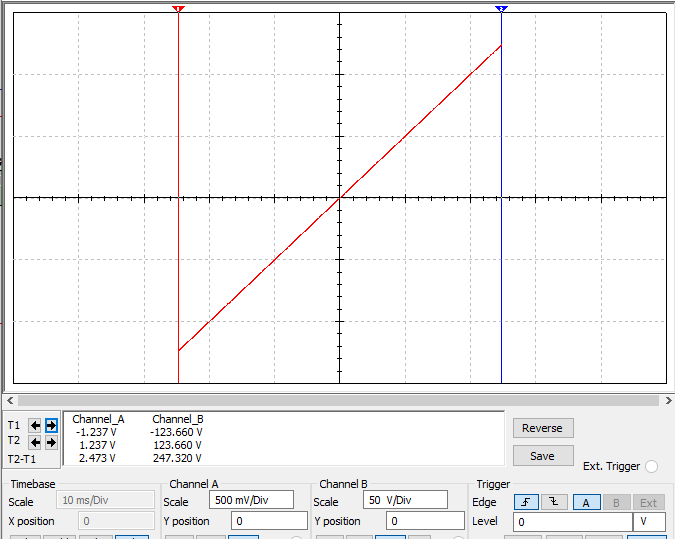 1 2
Channel_A Channel_B
T1 -1.237 V -123.660 V
T2 1.237 V 123.660 V
T2-T1 2.473 V 247.320 V
Reverse
Save
Ext. Trigger
Timebase Channel A Channel B Trigger
Scale 10 ms/Div Scale 500 mV/Div Scale 50 V/Div Edge A B Ext
X position 0 Y position 0 Y position 0 Level 0 V